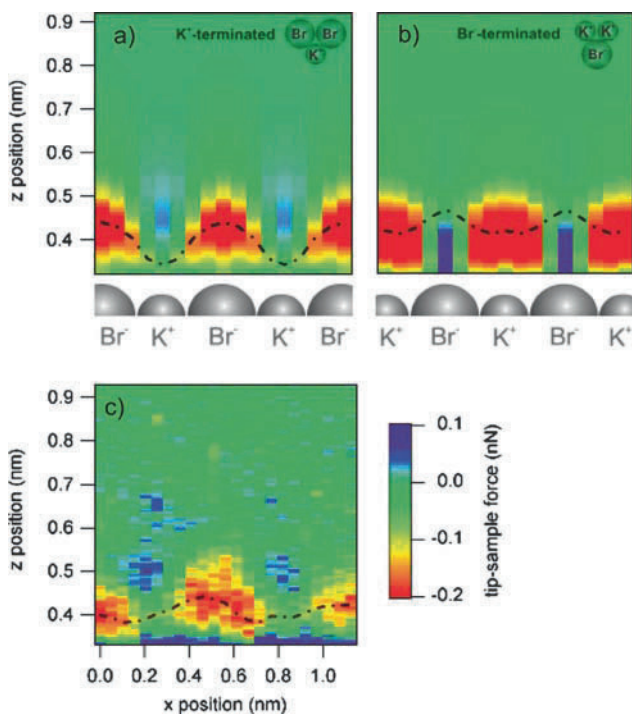 a)
K⁺-terminated
Br Br
K⁺
z position (nm)
0.9
0.8
0.7
0.6
0.5
0.4
Br⁻ K⁺ Br⁻ K⁺ Br⁻
b)
Br⁻-terminated
K⁺ K⁺
Br⁻
K⁺ Br⁻ K⁺ Br⁻ K⁺
c)
z position (nm)
0.9
0.8
0.7
0.6
0.5
0.4
0.0 0.2 0.4 0.6 0.8 1.0
x position (nm)
0.1
0.0
-0.1
-0.2
tip-sample force (nN)